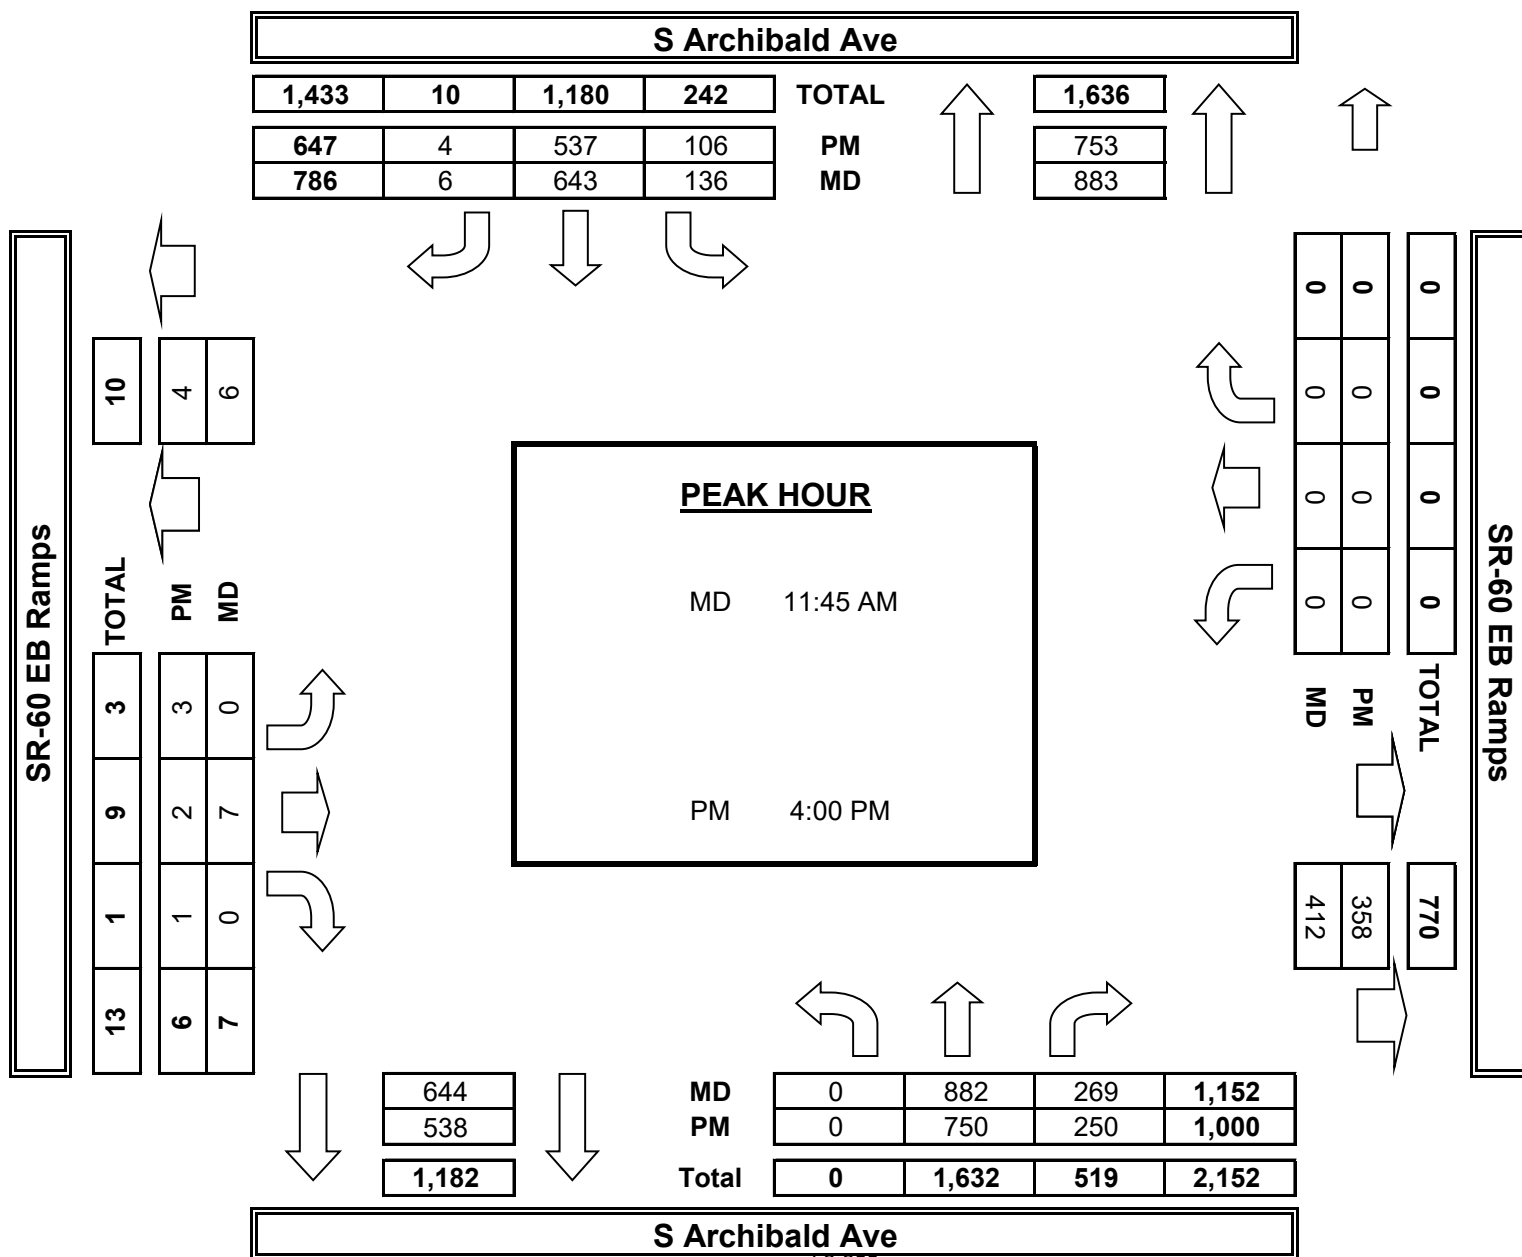 S Archibald Ave
1,433 10 1,180 242 TOTAL 1,636
647 4 537 106 PM 753
786 6 643 136 MD 883
SR-60 EB Ramps
10 4 6
TOTAL PM MD
3 3 0
9 2 7
1 1 0
13 6 7
PEAK HOUR
MD 11:45 AM
PM 4:00 PM
0 0 0
0 0 0
0 0 0
0 0 0
MD PM TOTAL
412 358 770
SR-60 EB Ramps
644 MD 0 882 269 1,152
538 PM 0 750 250 1,000
1,182 Total 0 1,632 519 2,152
S Archibald Ave